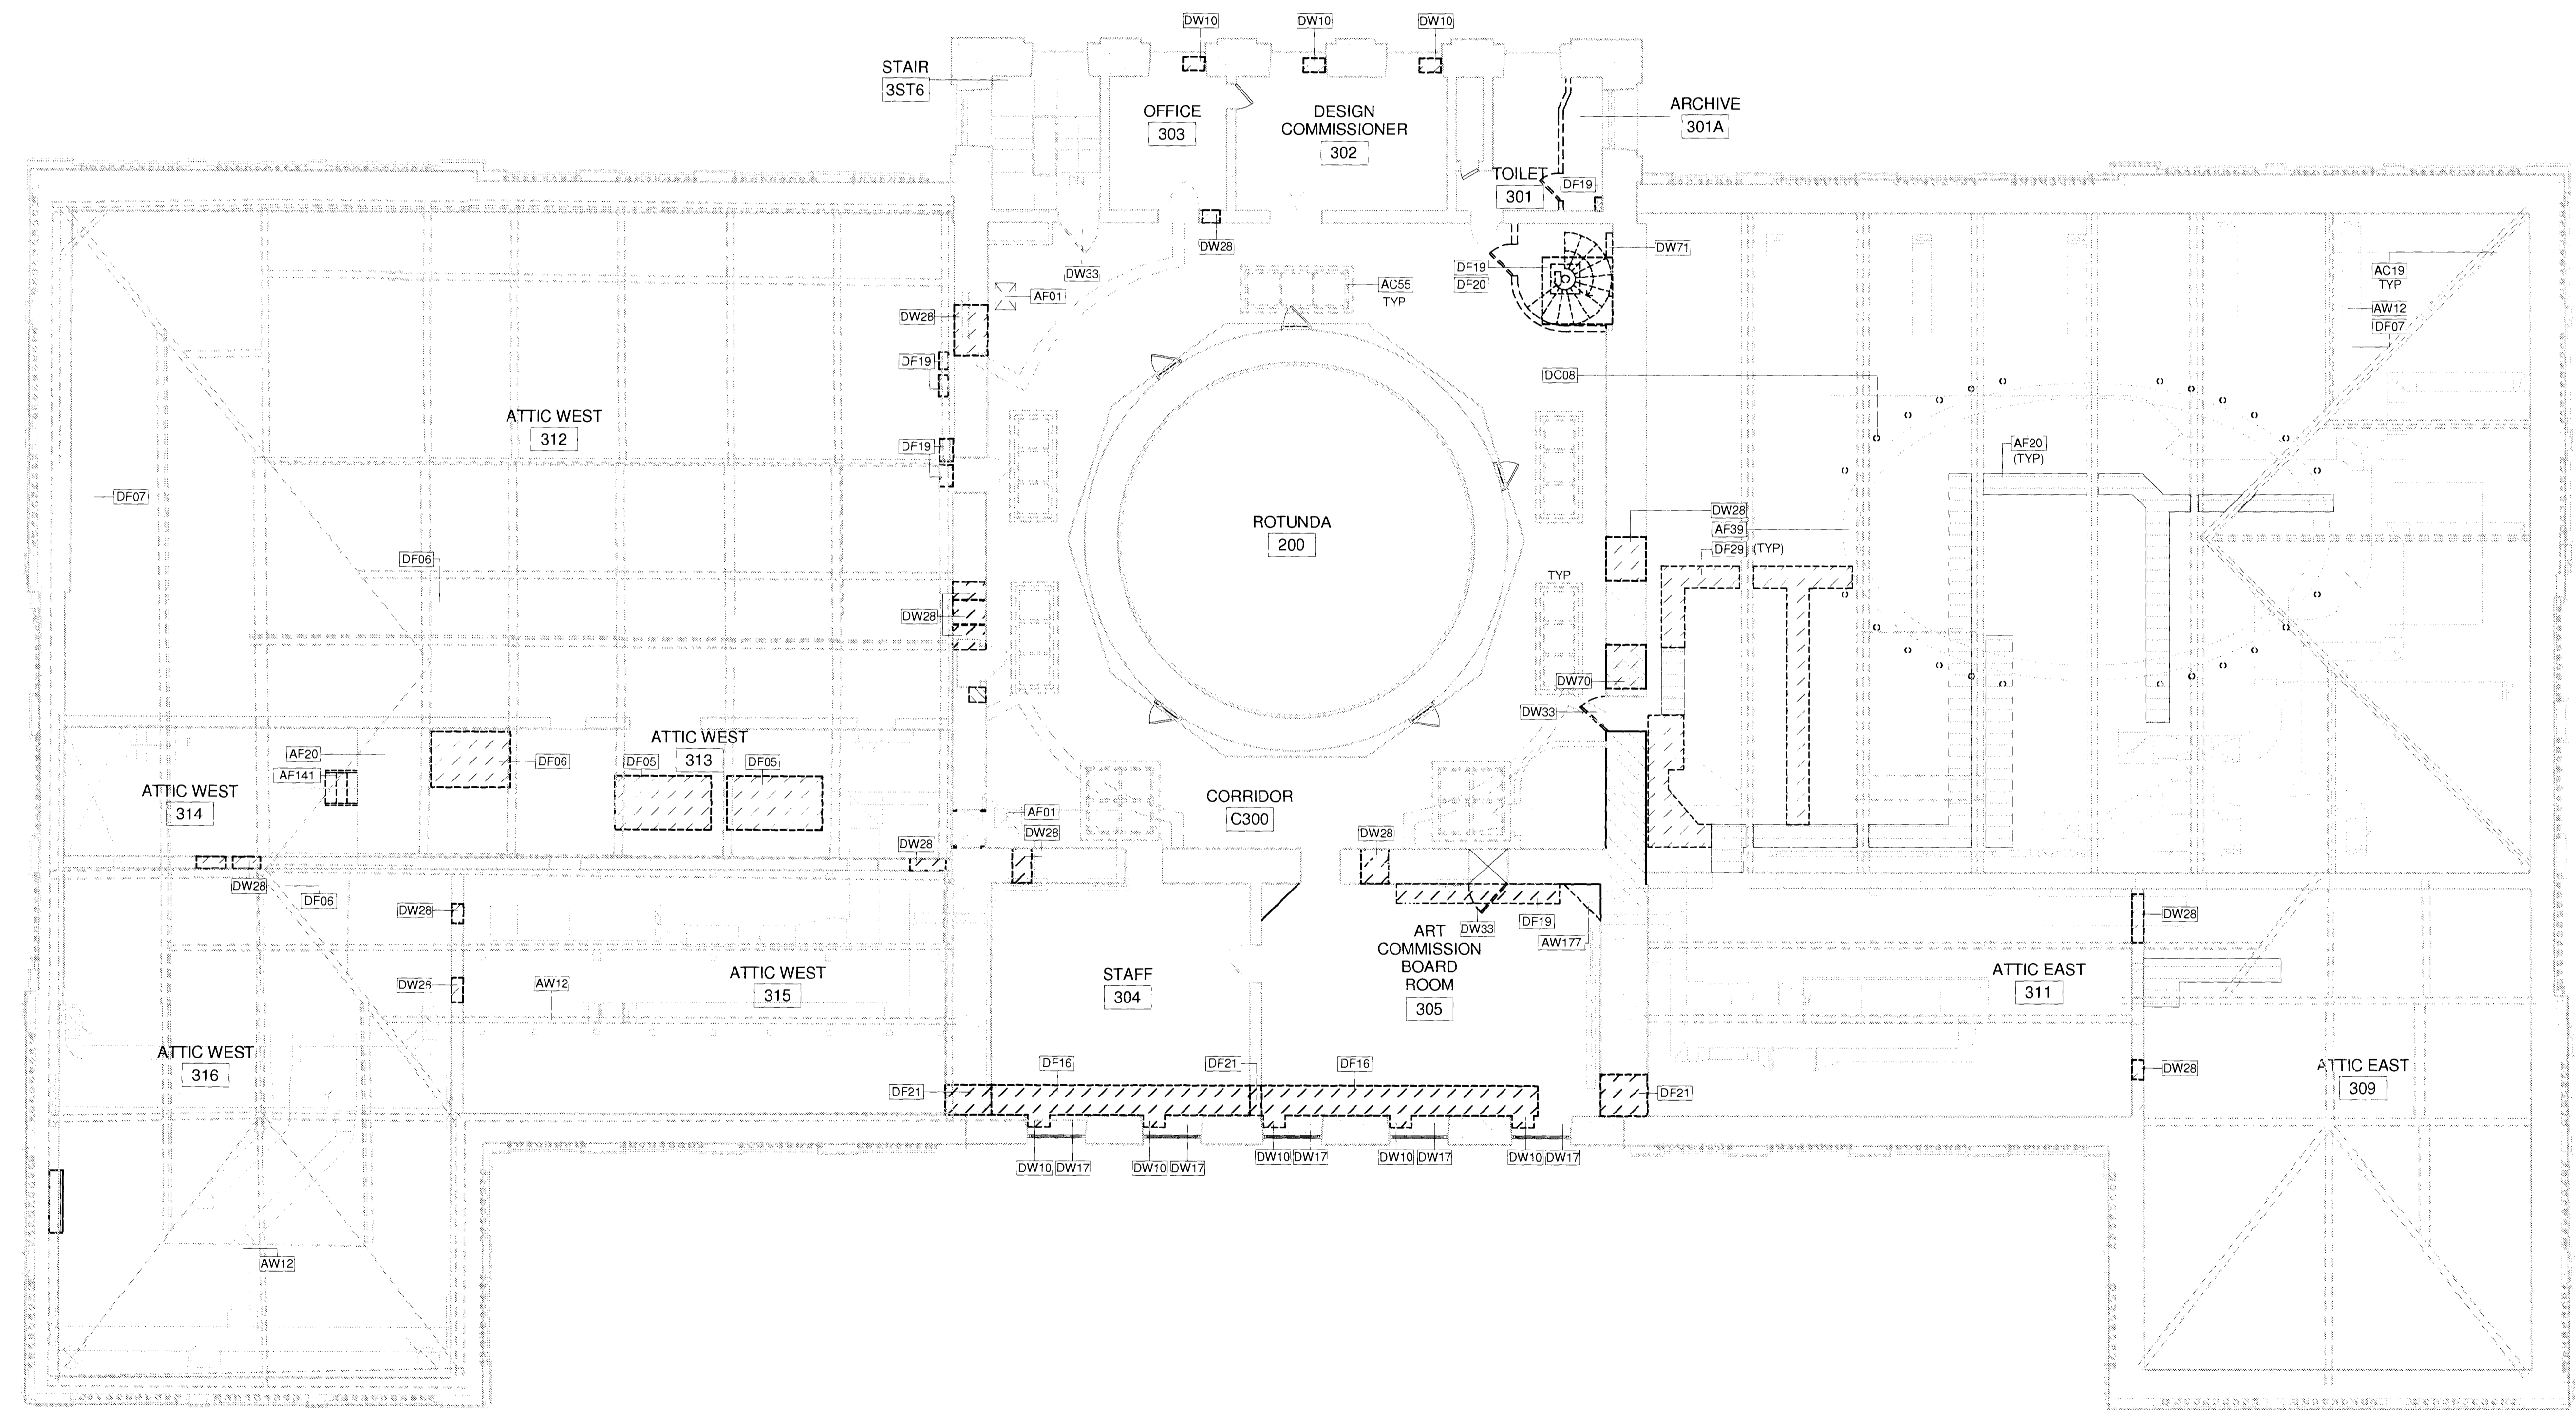 DW10
DW10
DW10
STAIR
3ST6
OFFICE
303
DESIGN
COMMISSIONER
302
ARCHIVE
301A
TOILET
301
DF19
DW28
DW33
DW71
DF19
DF20
AC55
TYP
AF01
DW28
DF19
AC19
TYP
AW12
DF07
DC08
ATTIC WEST
312
DF19
AF20
(TYP)
DF07
DF06
ROTUNDA
200
DW28
AF39
DF29 (TYP)
TYP
DW28
DW70
DW33
ATTIC WEST
313
AF20
AF141
DF06
DF05
DF05
ATTIC WEST
314
CORRIDOR
C300
AF01
DW28
DW28
DW28
DW28
DF06
DW28
DW28
DW33
DF19
AW177
ART
COMMISSION
BOARD
ROOM
305
STAFF
304
ATTIC WEST
315
AW12
ATTIC EAST
311
DW28
ATTIC WEST
316
DF21
DF16
DF21
DF16
DF21
DW28
ATTIC EAST
309
DW10 DW17
DW10 DW17
DW10 DW17
DW10 DW17
DW10 DW17
AW12